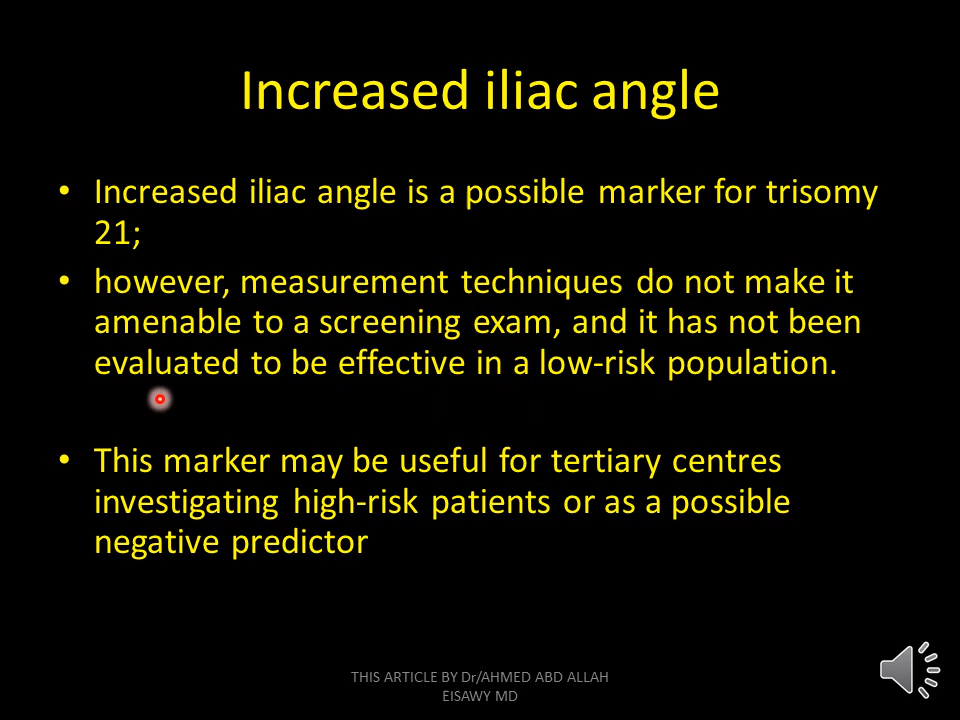 Increased iliac angle
• Increased iliac angle is a possible marker for trisomy
21;
• however, measurement techniques do not make it
amenable to a screening exam, and it has not been
evaluated to be effective in a low-risk population.
• This marker may be useful for tertiary centres
investigating high-risk patients or as a possible
negative predictor
THIS ARTICLE BY Dr/AHMED ABD ALLAH
EISAWY MD